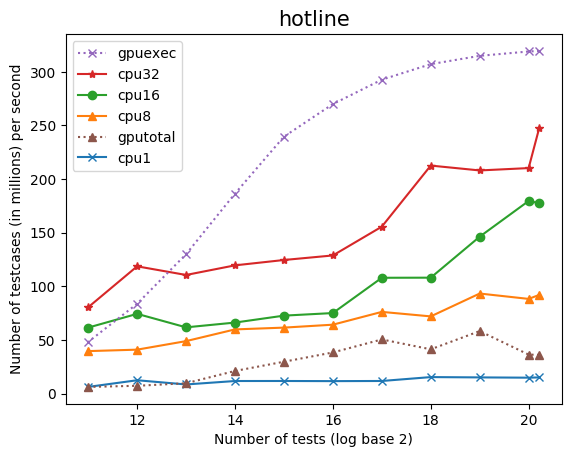 hotline
gpuexec
cpu32
cpu16
cpu8
gputotal
cpu1
Number of testcases (in millions) per second
300
250
200
150
100
50
0
12
14
16
18
20
Number of tests (log base 2)